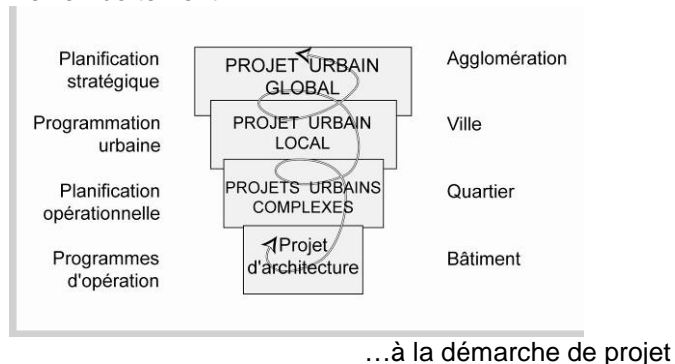 Planification
stratégique
PROJET URBAIN
GLOBAL
Agglomération
Programmation
urbaine
PROJET URBAIN
LOCAL
Ville
Planification
opérationnelle
PROJETS URBAINS
COMPLEXES
Quartier
Programmes
d'opération
Projet
d'architecture
Bâtiment
…à la démarche de projet